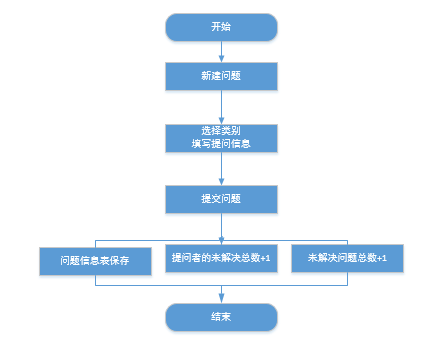 开始
新建问题
选择类别
填写提问信息
提交问题
问题信息表保存
提问者的未解决总数+1
未解决问题总数+1
结束